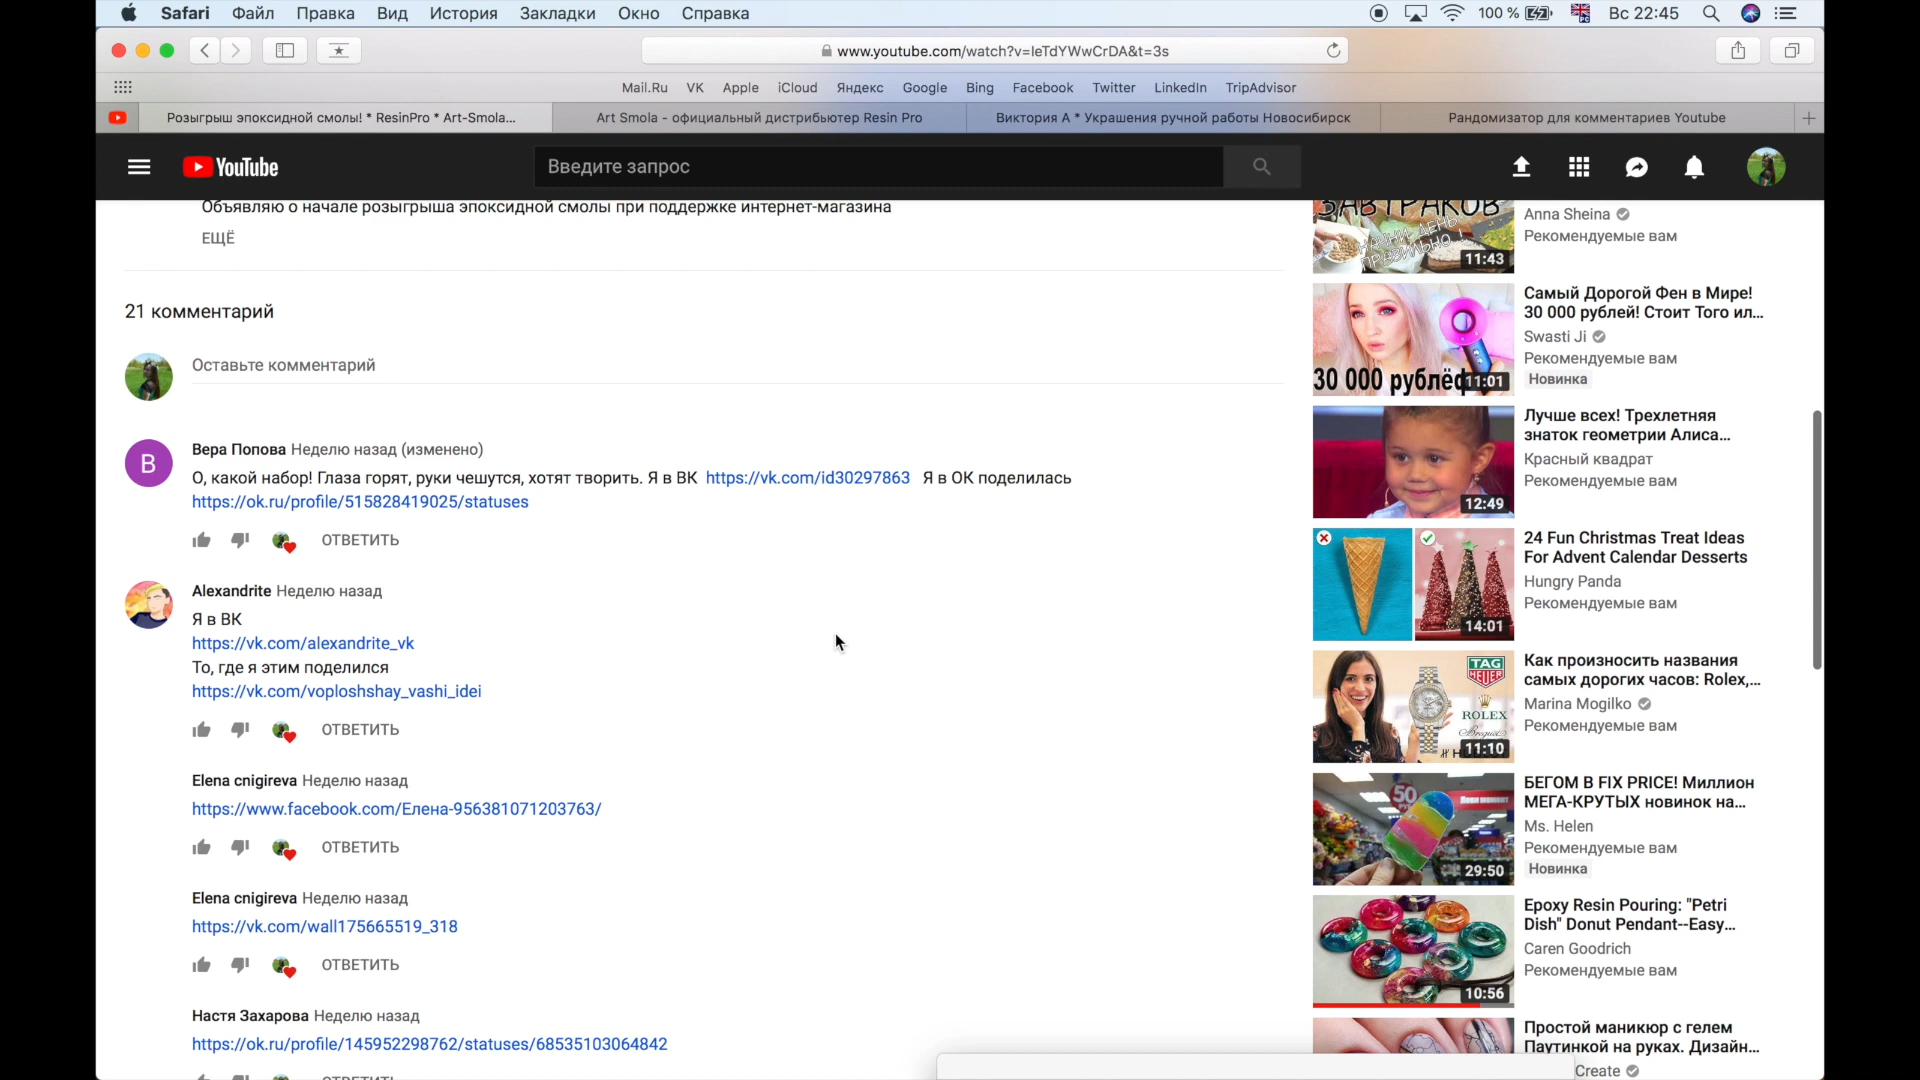 Safari Файл Правка Вид История Закладки Окно Справка 100 % Вс 22:45
www.youtube.com/watch?v=IeTdYWwCrDA&t=3s
Mail.Ru VK Apple iCloud Яндекс Google Bing Facebook Twitter LinkedIn TripAdvisor
Розыгрыш эпоксидной смолы! * ResinPro * Art-Smola... Art Smola - официальный дистрибьютер Resin Pro Виктория А * Украшения ручной работы Новосибирск Рандомизатор для комментариев Youtube
YouTube
Введите запрос
Объявляю о начале розыгрыша эпоксидной смолы при поддержке интернет-магазина
ЕЩЁ
21 комментарий
Оставьте комментарий
В
Вера Попова Неделю назад (изменено)
О, какой набор! Глаза горят, руки чешутся, хотят творить. Я в ВК https://vk.com/id30297863 Я в ОК поделилась
https://ok.ru/profile/515828419025/statuses
ОТВЕТИТЬ
Alexandrite Неделю назад
Я в ВК
https://vk.com/alexandrite_vk
То, где я этим поделился
https://vk.com/voploshshay_vashi_idei
ОТВЕТИТЬ
Elena cnigireva Неделю назад
https://www.facebook.com/Елена-956381071203763/
ОТВЕТИТЬ
Elena cnigireva Неделю назад
https://vk.com/wall175665519_318
ОТВЕТИТЬ
Настя Захарова Неделю назад
https://ok.ru/profile/145952298762/statuses/68535103064842
ОТВЕТИТЬ
ЗАВТРАКОВ
НАЧНИ ДЕНЬ
ПРАВИЛЬНО !
11:43
Anna Sheina
Рекомендуемые вам
30 000 рублей
11:01
Самый Дорогой Фен в Мире!
30 000 рублей! Стоит Того ил...
Swasti Ji
Рекомендуемые вам
Новинка
12:49
Лучше всех! Трехлетняя
знаток геометрии Алиса...
Красный квадрат
Рекомендуемые вам
14:01
24 Fun Christmas Treat Ideas
For Advent Calendar Desserts
Hungry Panda
Рекомендуемые вам
TAG
HEUER
ROLEX
Breguet
11:10
Как произносить названия
самых дорогих часов: Rolex,...
Marina Mogilko
Рекомендуемые вам
50
29:50
БЕГОМ В FIX PRICE! Миллион
МЕГА-КРУТЫХ новинок на...
Ms. Helen
Рекомендуемые вам
Новинка
10:56
Epoxy Resin Pouring: "Petri
Dish" Donut Pendant--Easy...
Caren Goodrich
Рекомендуемые вам
Простой маникюр с гелем
Паутинкой на руках. Дизайн...
Create